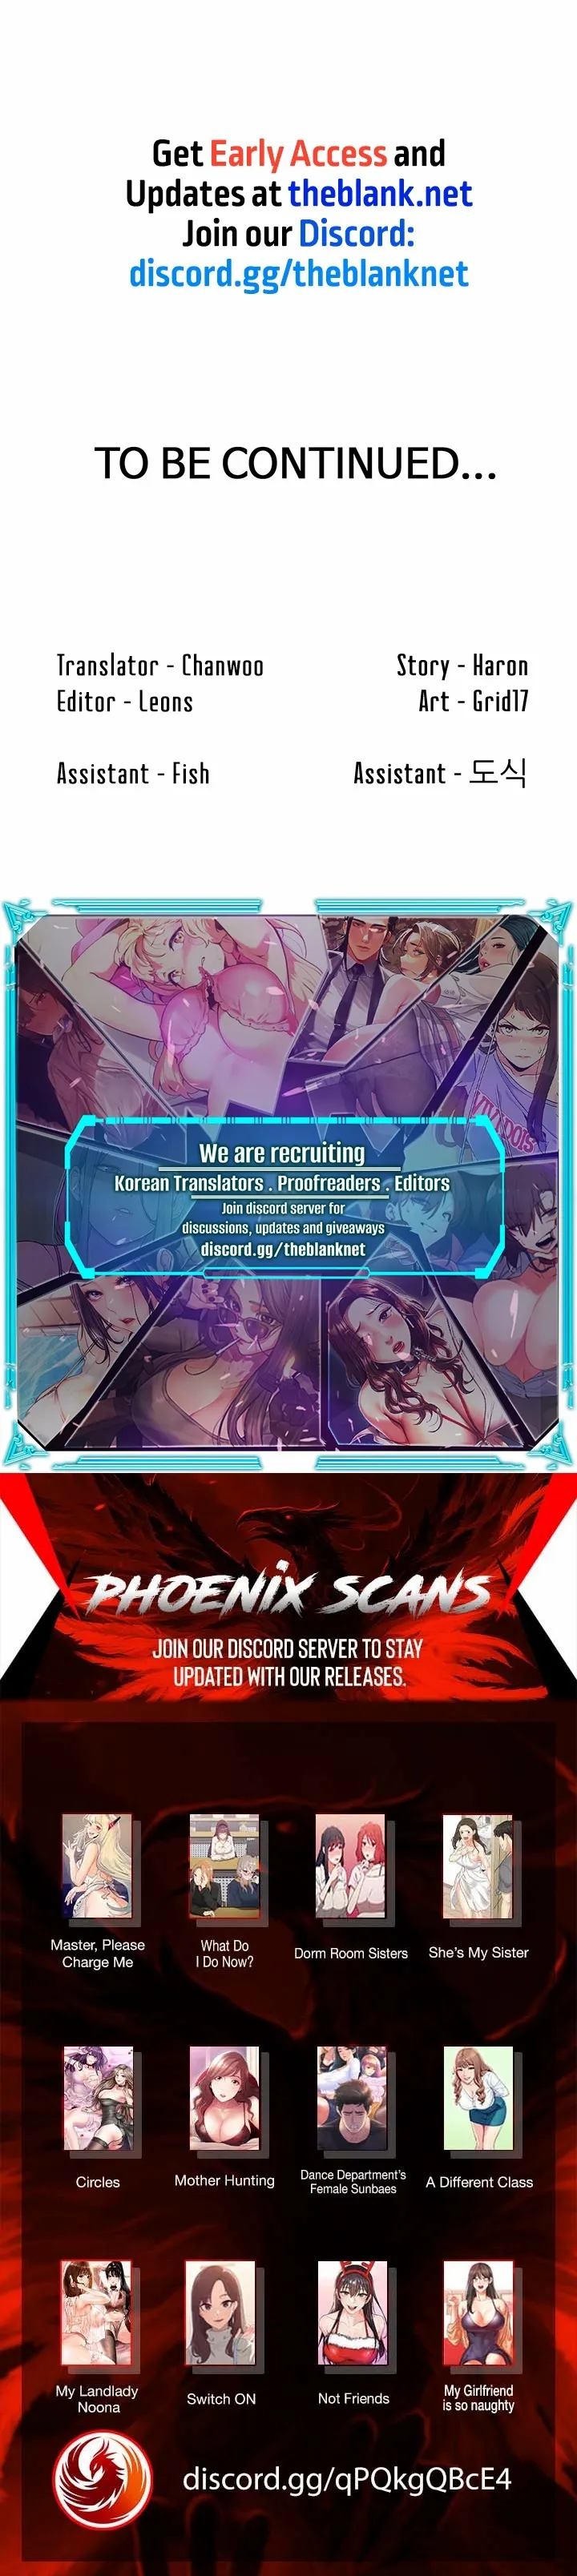 Get Early Access and
Updates at theblank.net
Join our Discord:
discord.gg/theblanknet
TO BE CONTINUED...
Translator - Chanwoo
Editor - Leons
Assistant - Fish
Story - Haron
Art - Grid17
Assistant - 도식
We are recruiting
Korean Translators . Proofreaders . Editors
Join discord server for
discussions, updates and giveaways
discord.gg/theblanknet
PHOENIX SCANS
JOIN OUR DISCORD SERVER TO STAY
UPDATED WITH OUR RELEASES.
Master, Please
Charge Me
What Do
I Do Now?
Dorm Room Sisters
She's My Sister
Circles
Mother Hunting
Dance Department's
Female Sunbaes
A Different Class
My Landlady
Noona
Switch ON
Not Friends
My Girlfriend
is so naughty
discord.gg/qPQkgQBcE4